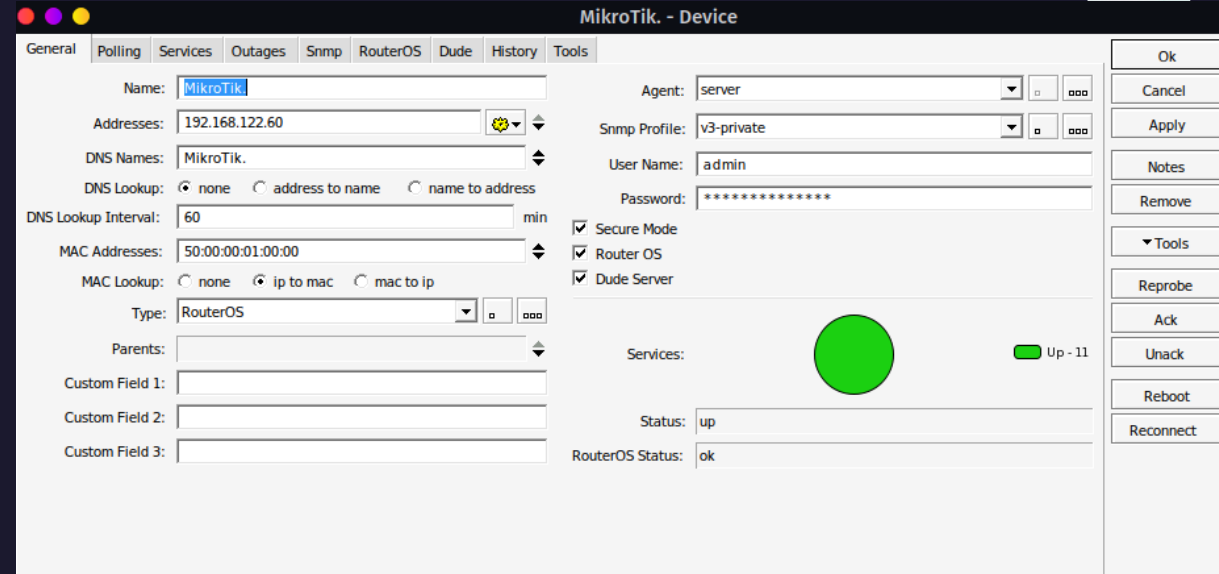 MikroTik. - Device
General Polling Services Outages Snmp RouterOS Dude History Tools
Name: MikroTik.
Addresses: 192.168.122.60
DNS Names: MikroTik.
DNS Lookup: none address to name name to address
DNS Lookup Interval: 60 min
MAC Addresses: 50:00:00:01:00:00
MAC Lookup: none ip to mac mac to ip
Type: RouterOS
Parents:
Custom Field 1:
Custom Field 2:
Custom Field 3:
Agent: server
Snmp Profile: v3-private
User Name: admin
Password: **************
Secure Mode
Router OS
Dude Server
Services: Up - 11
Status: up
RouterOS Status: ok
Ok
Cancel
Apply
Notes
Remove
Tools
Reprobe
Ack
Unack
Reboot
Reconnect